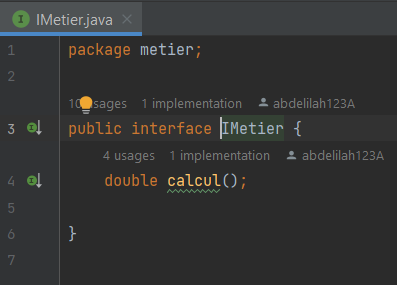 IMetier.java
1 package metier;
2
usages 1 implementation abdelilah123A
3 public interface IMetier {
4 usages 1 implementation abdelilah123A
4 double calcul();
5
6 }
7